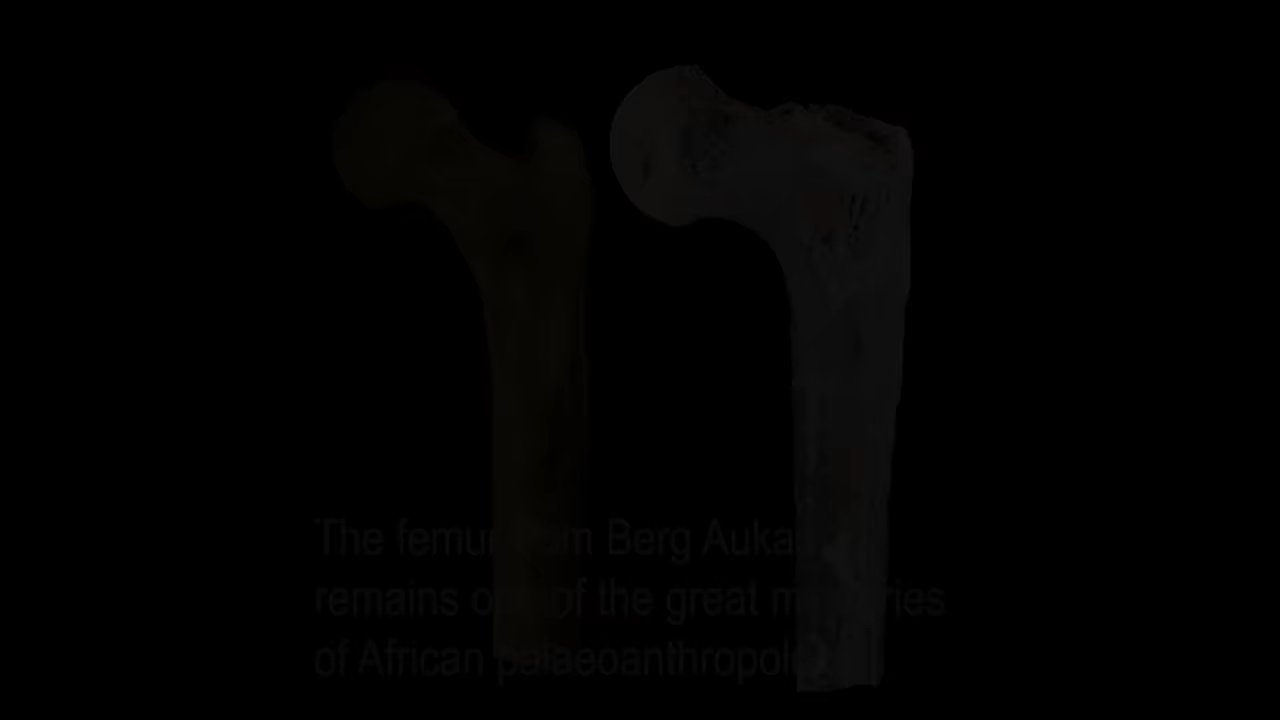 The femur from Berg Aukas
remains one of the great mysteries
of African palaeoanthropology